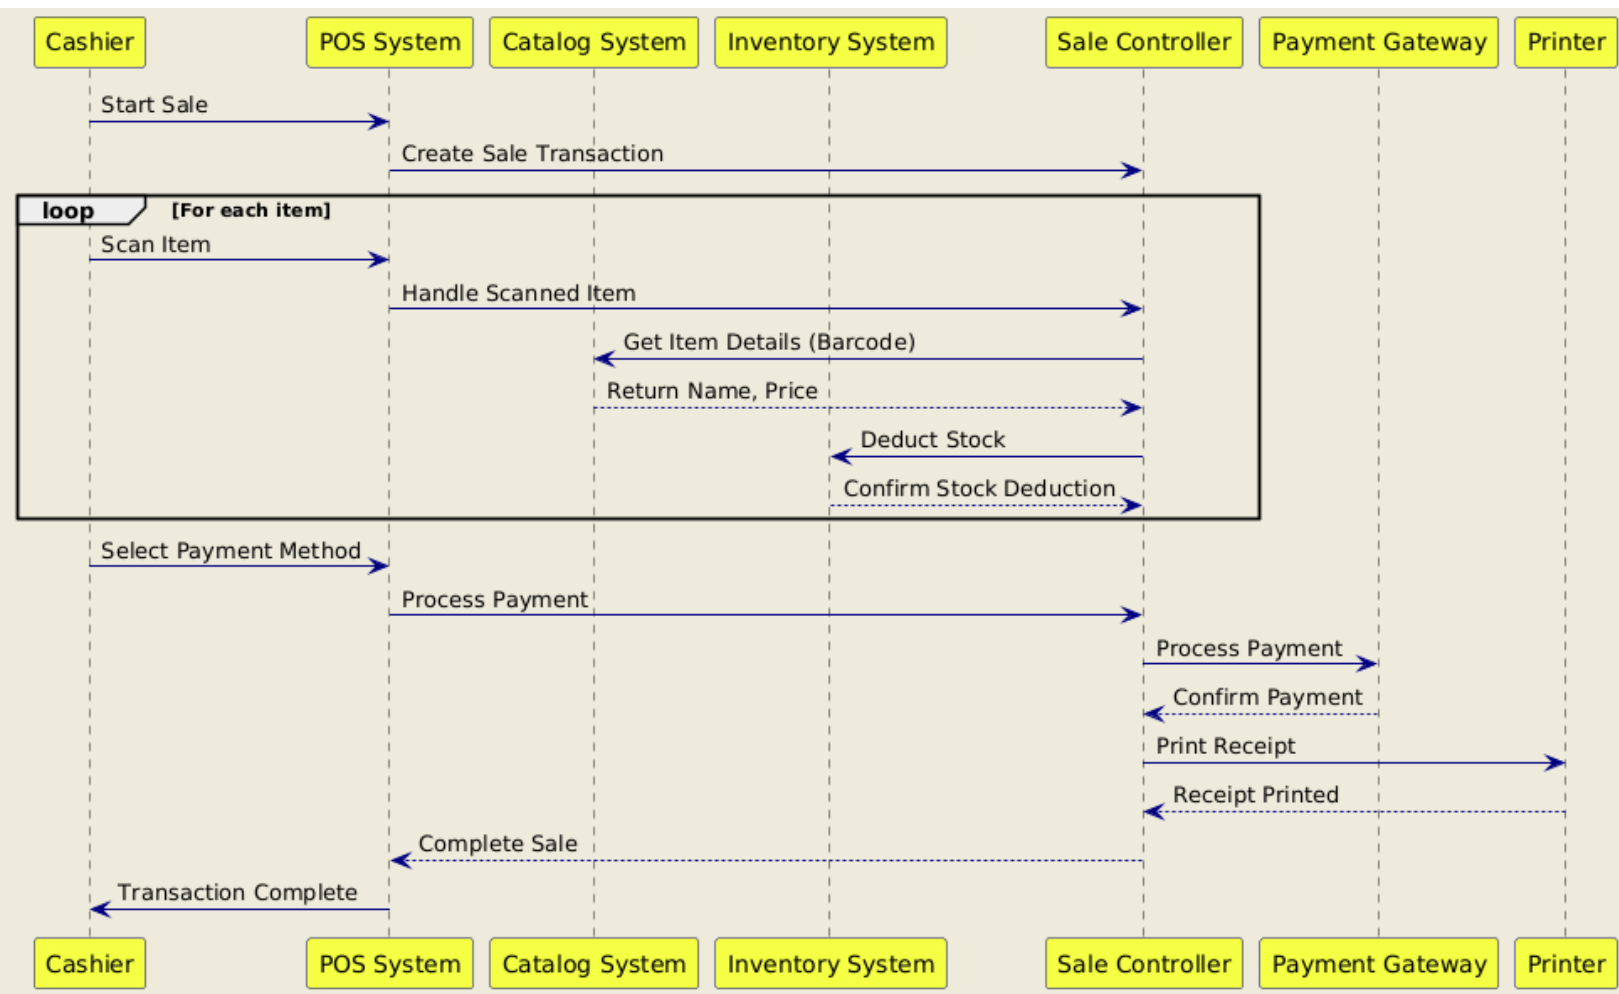 Cashier POS System Catalog System Inventory System Sale Controller Payment Gateway Printer
Start Sale
Create Sale Transaction
loop [For each item]
Scan Item
Handle Scanned Item
Get Item Details (Barcode)
Return Name, Price
Deduct Stock
Confirm Stock Deduction
Select Payment Method
Process Payment
Process Payment
Confirm Payment
Print Receipt
Receipt Printed
Complete Sale
Transaction Complete
Cashier POS System Catalog System Inventory System Sale Controller Payment Gateway Printer